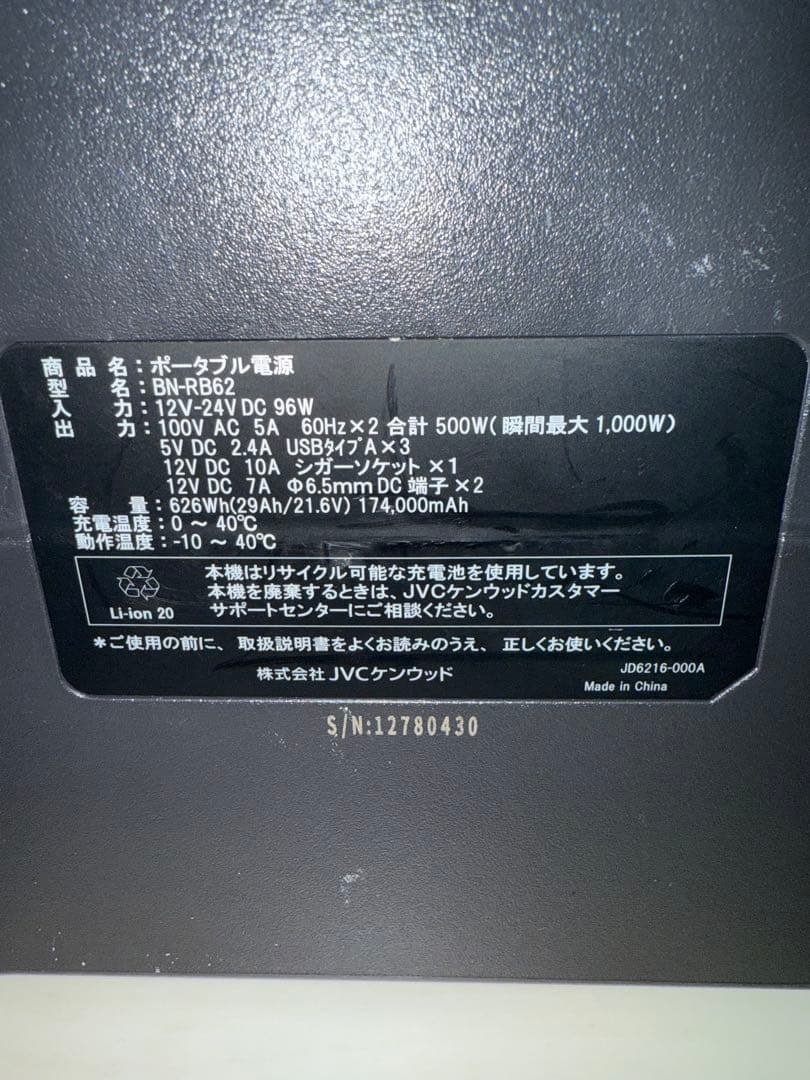 商品名：ポータブル電源
型名：BN-RB62
入力：12V-24V DC 96W
出力：100V AC 5A 60Hz×2 合計 500W(瞬間最大 1,000W)
5V DC 2.4A USBﾀｲﾌﾟA×3
12V DC 10A シガーソケット ×1
12V DC 7A Φ6.5mm DC 端子 ×2
容量：626Wh(29Ah/21.6V) 174,000mAh
充電温度：0 ～ 40℃
動作温度：-10 ～ 40℃
本機はリサイクル可能な充電池を使用しています。
本機を廃棄するときは、JVCケンウッドカスタマー
サポートセンターにご相談ください。
Li-ion 20
＊ご使用の前に、取扱説明書をよくお読みのうえ、正しくお使いください。
株式会社 JVCケンウッド
JD6216-000A
Made in China
S/N:12780430